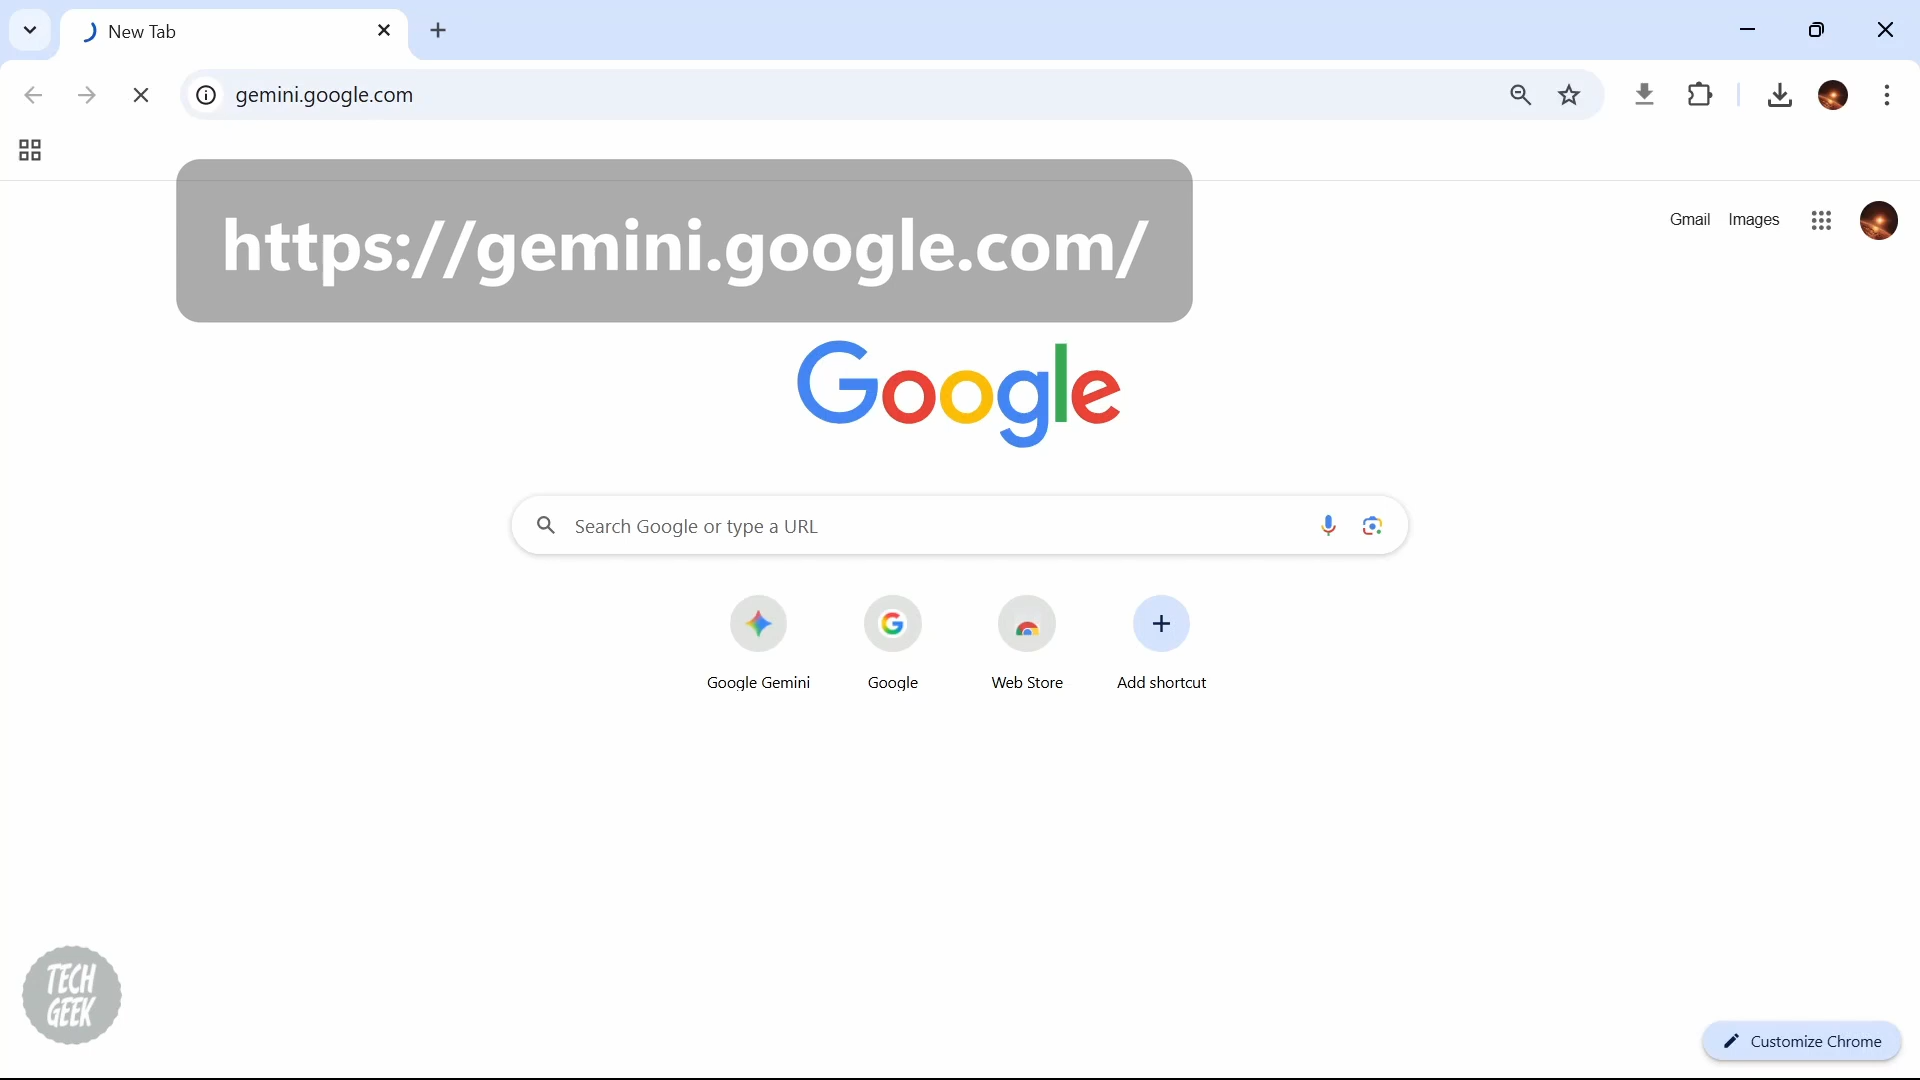 New Tab
gemini.google.com
https://gemini.google.com/
Gmail Images
Google
Search Google or type a URL
Google Gemini
Google
Web Store
Add shortcut
TECH
GEEK
Customize Chrome